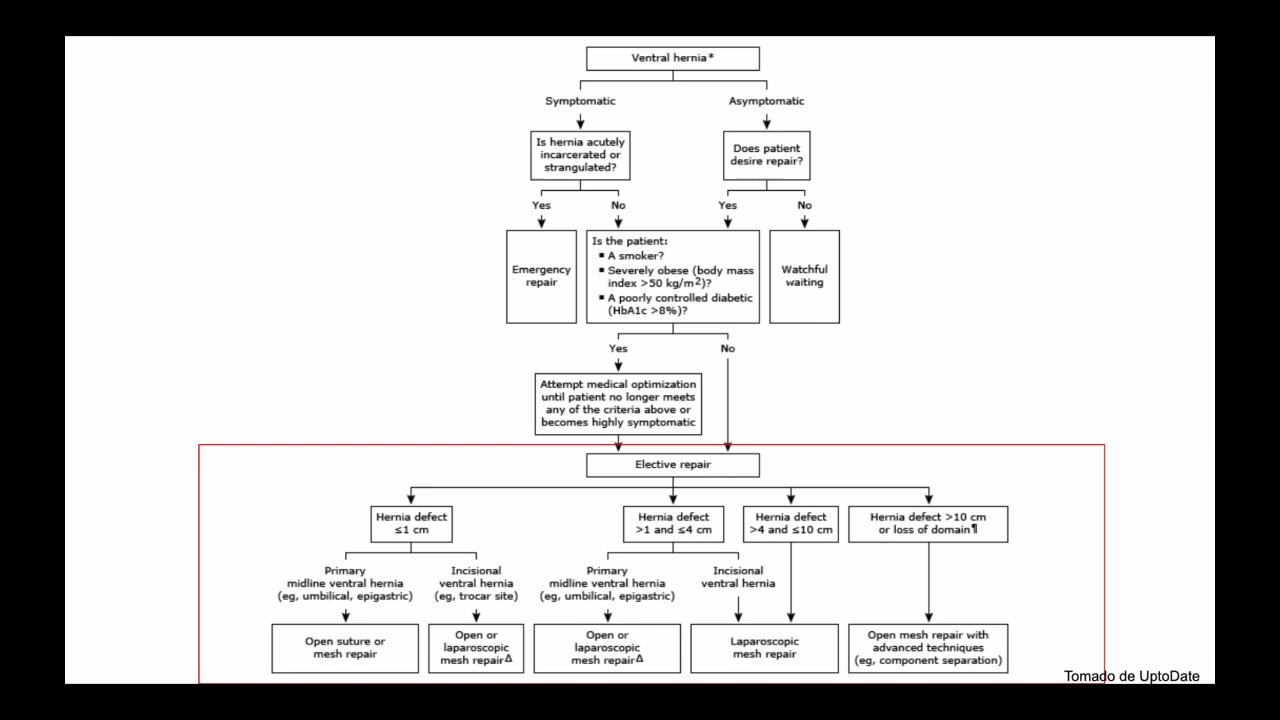 Ventral hernia*
Symptomatic
Asymptomatic
Is hernia acutely
incarcerated or
strangulated?
Does patient
desire repair?
Yes
No
Yes
No
Emergency
repair
Is the patient:
▪ A smoker?
▪ Severely obese (body mass
index >50 kg/m²)?
▪ A poorly controlled diabetic
(HbA1c >8%)?
Watchful
waiting
Yes
No
Attempt medical optimization
until patient no longer meets
any of the criteria above or
becomes highly symptomatic
Elective repair
Hernia defect
≤1 cm
Hernia defect
>1 and ≤4 cm
Hernia defect
>4 and ≤10 cm
Hernia defect >10 cm
or loss of domain¶
Primary
midline ventral hernia
(eg, umbilical, epigastric)
Incisional
ventral hernia
(eg, trocar site)
Primary
midline ventral hernia
(eg, umbilical, epigastric)
Incisional
ventral hernia
Open suture or
mesh repair
Open or
laparoscopic
mesh repairΔ
Open or
laparoscopic
mesh repairΔ
Laparoscopic
mesh repair
Open mesh repair with
advanced techniques
(eg, component separation)
Tomado de UptoDate